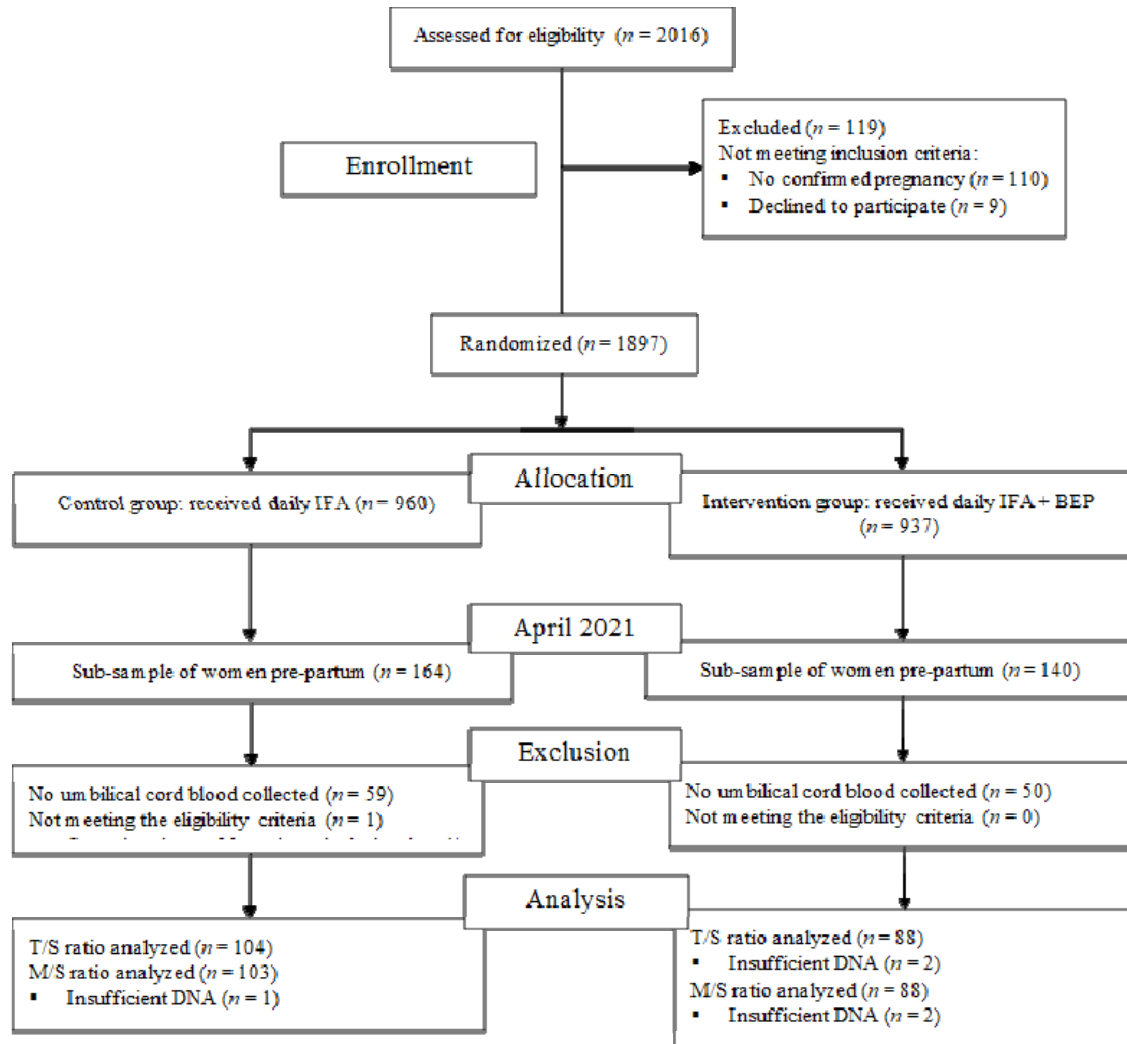 Assessed for eligibility (n = 2016)
Enrollment
Excluded (n = 119)
Not meeting inclusion criteria:
▪ No confirmed pregnancy (n = 110)
▪ Declined to participate (n = 9)
Randomized (n = 1897)
Allocation
Control group: received daily IFA (n = 960)
Intervention group: received daily IFA + BEP
(n = 937)
April 2021
Sub-sample of women pre-partum (n = 164)
Sub-sample of women pre-partum (n = 140)
Exclusion
No umbilical cord blood collected (n = 59)
Not meeting the eligibility criteria (n = 1)
No umbilical cord blood collected (n = 50)
Not meeting the eligibility criteria (n = 0)
Analysis
T/S ratio analyzed (n = 104)
M/S ratio analyzed (n = 103)
▪ Insufficient DNA (n = 1)
T/S ratio analyzed (n = 88)
▪ Insufficient DNA (n = 2)
M/S ratio analyzed (n = 88)
▪ Insufficient DNA (n = 2)